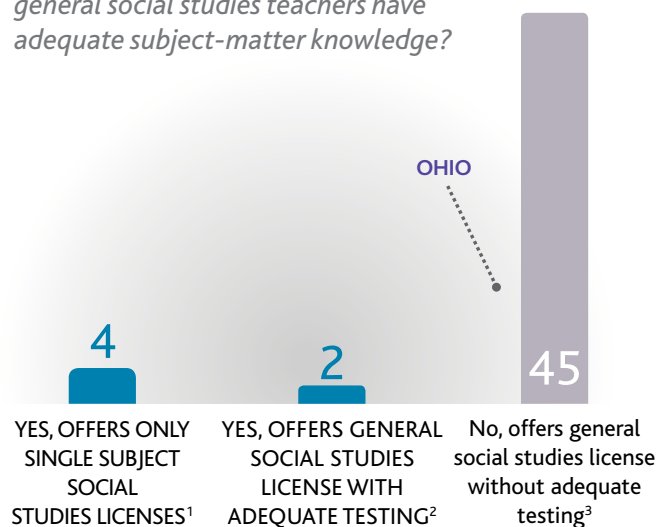 general social studies teachers have
adequate subject-matter knowledge?
OHIO
4
2
45
YES, OFFERS ONLY
SINGLE SUBJECT
SOCIAL
STUDIES LICENSES¹
YES, OFFERS GENERAL
SOCIAL STUDIES
LICENSE WITH
ADEQUATE TESTING²
No, offers general
social studies license
without adequate
testing³